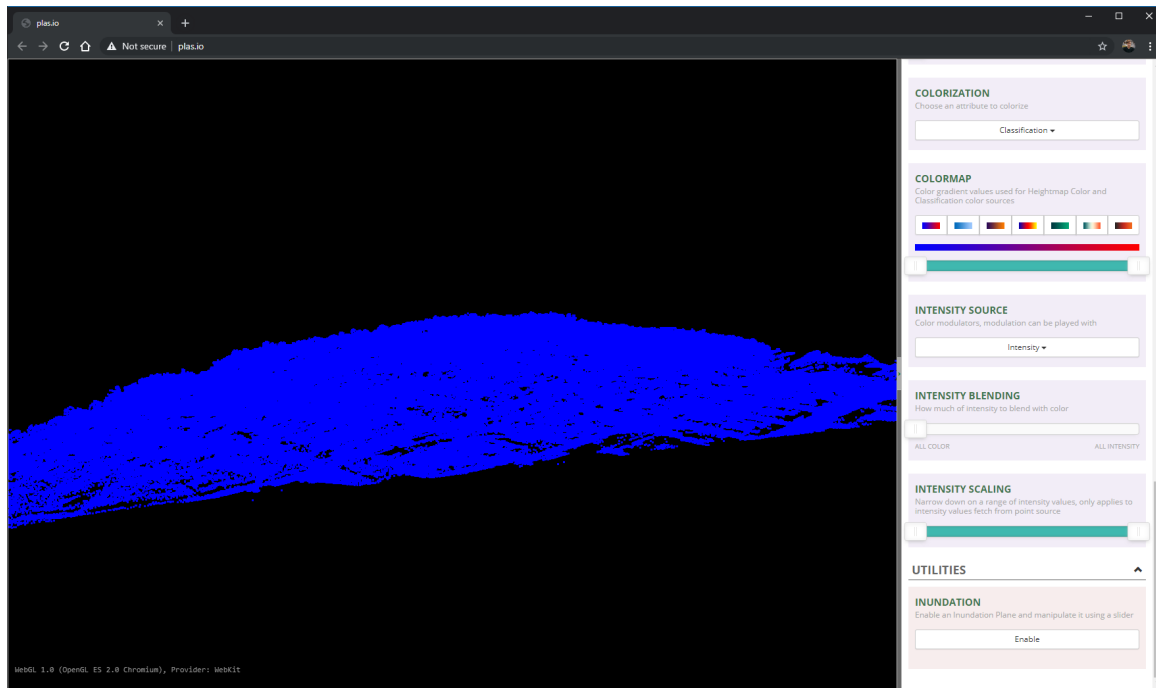 plas.io
Not secure | plas.io
COLORIZATION
Choose an attribute to colorize
Classification
COLORMAP
Color gradient values used for Heightmap Color and
Classification color sources
INTENSITY SOURCE
Color modulators, modulation can be played with
Intensity
INTENSITY BLENDING
How much of intensity to blend with color
ALL COLOR
ALL INTENSITY
INTENSITY SCALING
Narrow down on a range of intensity values, only applies to
intensity values fetch from point source
UTILITIES
INUNDATION
Enable an Inundation Plane and manipulate it using a slider
Enable
WebGL 1.0 (OpenGL ES 2.0 Chromium), Provider: WebKit